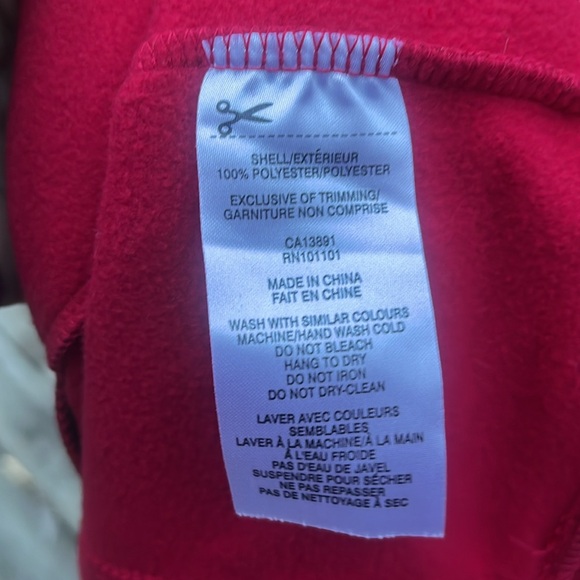 SHELL/EXTÉRIEUR
100% POLYESTER/POLYESTER
EXCLUSIVE OF TRIMMING/
GARNITURE NON COMPRISE
CA13891
RN101101
MADE IN CHINA
FAIT EN CHINE
WASH WITH SIMILAR COLOURS
MACHINE/HAND WASH COLD
DO NOT BLEACH
HANG TO DRY
DO NOT IRON
DO NOT DRY-CLEAN
LAVER AVEC COULEURS
SEMBLABLES
LAVER À LA MACHINE/À LA MAIN
À L'EAU FROIDE
PAS D'EAU DE JAVEL
SUSPENDRE POUR SÉCHER
NE PAS REPASSER
PAS DE NETTOYAGE À SEC